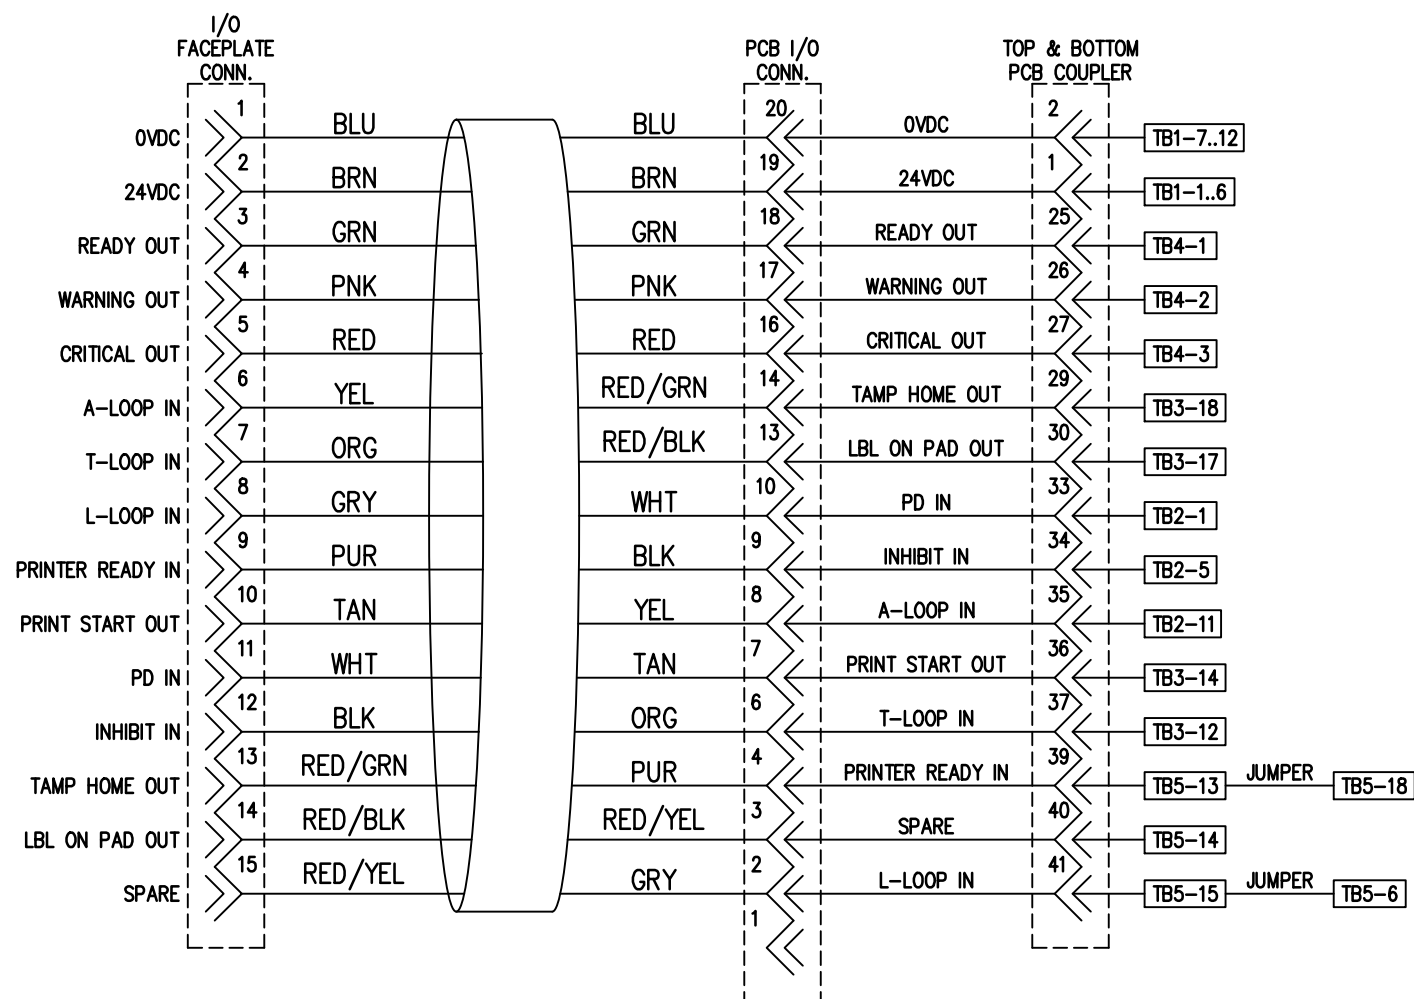 I/O
FACEPLATE
CONN.
PCB I/O
CONN.
TOP & BOTTOM
PCB COUPLER
0VDC 1 BLU BLU 20 0VDC 2 TB1-7..12
24VDC 2 BRN BRN 19 24VDC 1 TB1-1..6
READY OUT 3 GRN GRN 18 READY OUT 25 TB4-1
WARNING OUT 4 PNK PNK 17 WARNING OUT 26 TB4-2
CRITICAL OUT 5 RED RED 16 CRITICAL OUT 27 TB4-3
A-LOOP IN 6 YEL RED/GRN 14 TAMP HOME OUT 29 TB3-18
T-LOOP IN 7 ORG RED/BLK 13 LBL ON PAD OUT 30 TB3-17
L-LOOP IN 8 GRY WHT 10 PD IN 33 TB2-1
PRINTER READY IN 9 PUR BLK 9 INHIBIT IN 34 TB2-5
PRINT START OUT 10 TAN YEL 8 A-LOOP IN 35 TB2-11
PD IN 11 WHT TAN 7 PRINT START OUT 36 TB3-14
INHIBIT IN 12 BLK ORG 6 T-LOOP IN 37 TB3-12
TAMP HOME OUT 13 RED/GRN PUR 4 PRINTER READY IN 39 TB5-13 JUMPER TB5-18
LBL ON PAD OUT 14 RED/BLK RED/YEL 3 SPARE 40 TB5-14
SPARE 15 RED/YEL GRY 2 L-LOOP IN 41 TB5-15 JUMPER TB5-6
1